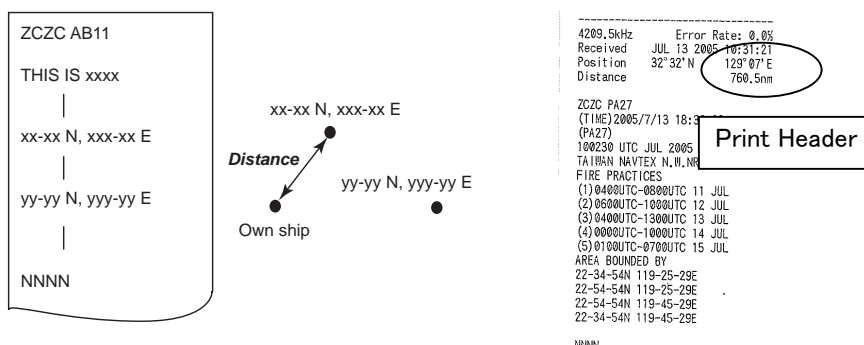 ZCZC AB11
THIS IS xxxx
xx-xx N, xxx-xx E
yy-yy N, yyy-yy E
NNNN
xx-xx N, xxx-xx E
Distance
yy-yy N, yyy-yy E
Own ship
4209.5kHz Error Rate: 0.0%
Received JUL 13 2005 10:31:21
Position 32°32'N 129°07'E
Distance 760.5nm
ZCZC PA27
(TIME)2005/7/13
(PA27)
100230 UTC JUL 2005
TAIWAN NAVTEX N.W.NR
FIRE PRACTICES
(1)0400UTC-0800UTC 11 JUL
(2)0600UTC-1000UTC 12 JUL
(3)0400UTC-1300UTC 13 JUL
(4)0000UTC-1000UTC 14 JUL
(5)0100UTC-0700UTC 15 JUL
AREA BOUNDED BY
22-34-54N 119-25-29E
22-54-54N 119-25-29E
22-54-54N 119-45-29E
22-34-54N 119-45-29E
NNNN
Print Header